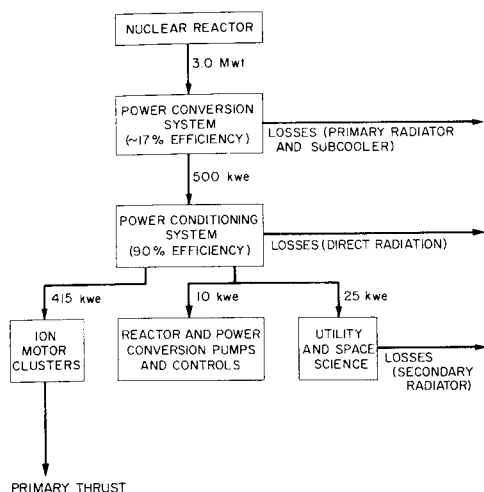 NUCLEAR REACTOR
3.0 Mwt
POWER CONVERSION
SYSTEM
(~17% EFFICIENCY)
LOSSES (PRIMARY RADIATOR
AND SUBCOOLER)
500 kwe
POWER CONDITIONING
SYSTEM
(90% EFFICIENCY)
LOSSES (DIRECT RADIATION)
415 kwe
10 kwe
25 kwe
ION
MOTOR
CLUSTERS
REACTOR AND POWER
CONVERSION PUMPS
AND CONTROLS
UTILITY
AND SPACE
SCIENCE
LOSSES
(SECONDARY
RADIATOR)
PRIMARY THRUST